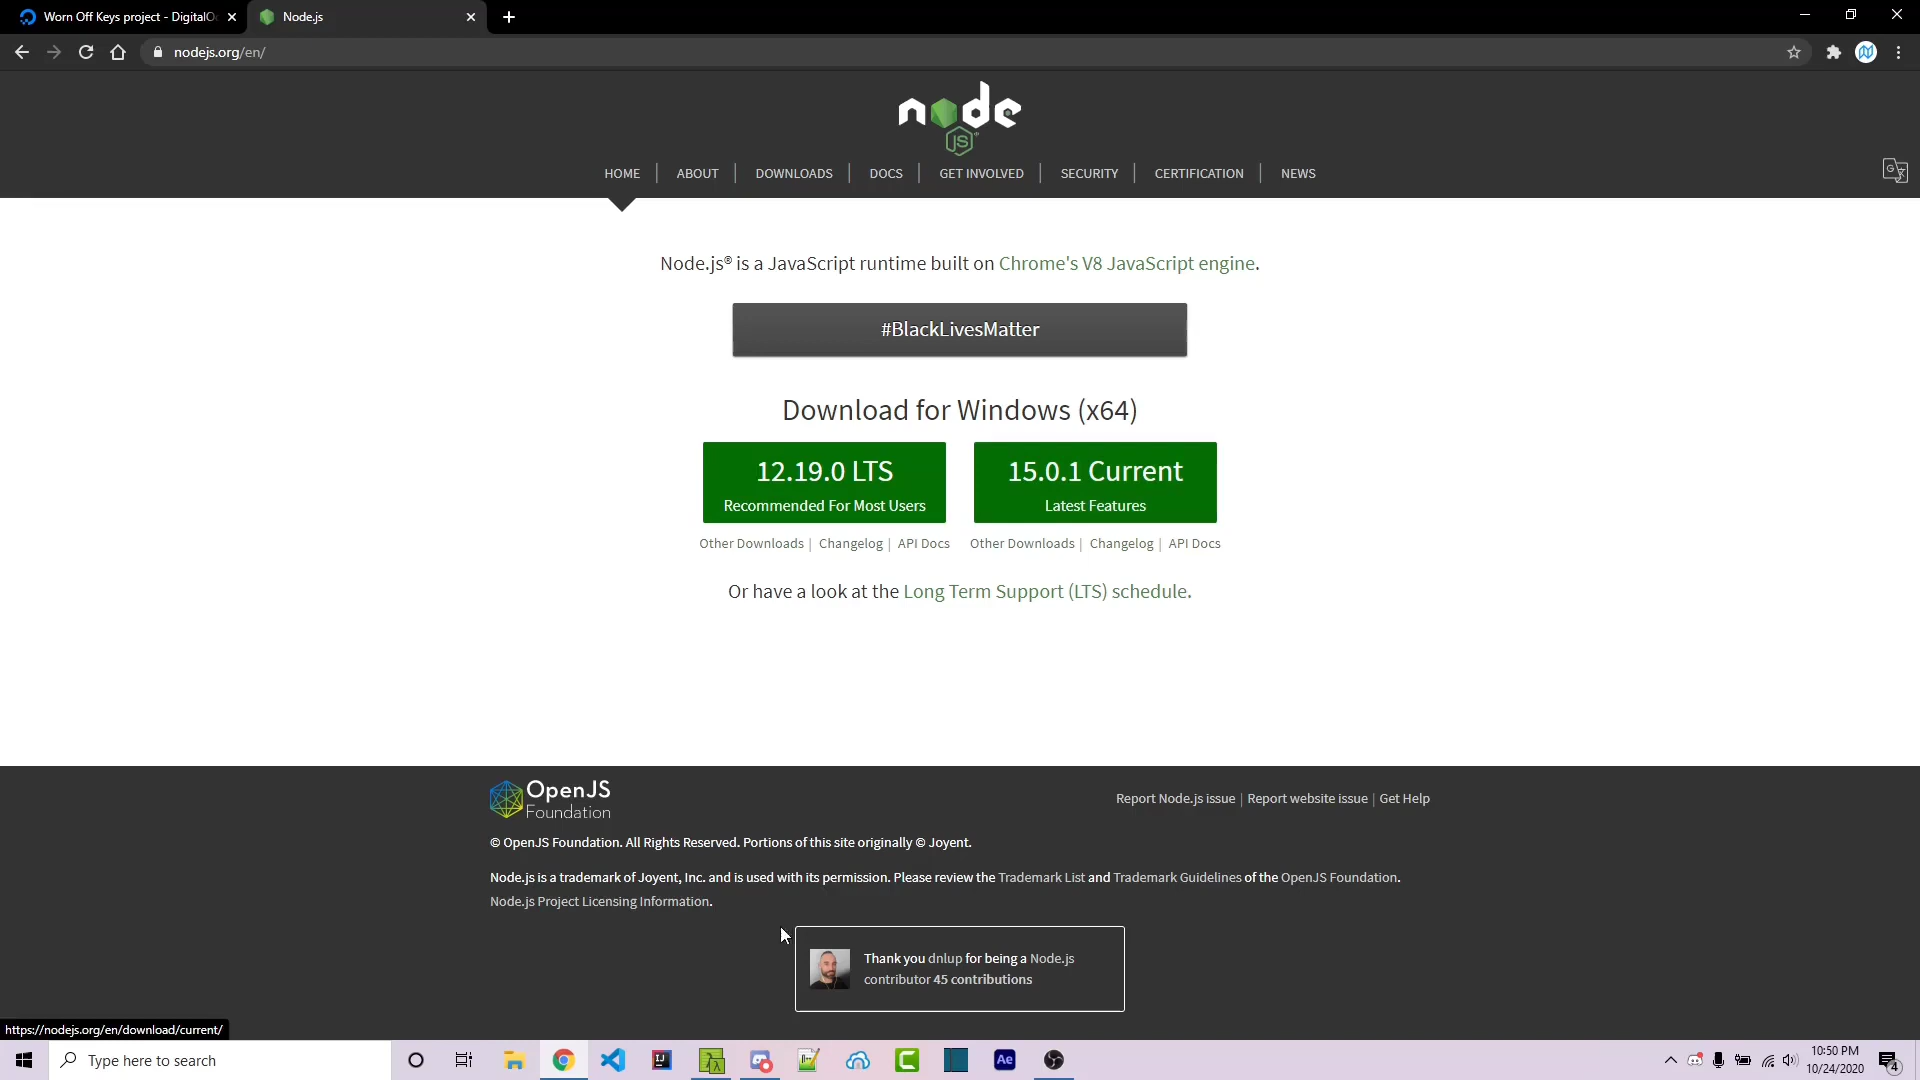 Worn Off Keys project - DigitalOc
Node.js
nodejs.org/en/
node
JS
HOME
ABOUT
DOWNLOADS
DOCS
GET INVOLVED
SECURITY
CERTIFICATION
NEWS
Node.js® is a JavaScript runtime built on Chrome's V8 JavaScript engine.
#BlackLivesMatter
Download for Windows (x64)
12.19.0 LTS
Recommended For Most Users
15.0.1 Current
Latest Features
Other Downloads | Changelog | API Docs
Other Downloads | Changelog | API Docs
Or have a look at the Long Term Support (LTS) schedule.
OpenJS
Foundation
Report Node.js issue | Report website issue | Get Help
© OpenJS Foundation. All Rights Reserved. Portions of this site originally © Joyent.
Node.js is a trademark of Joyent, Inc. and is used with its permission. Please review the Trademark List and Trademark Guidelines of the OpenJS Foundation.
Node.js Project Licensing Information.
Thank you dnlup for being a Node.js
contributor 45 contributions
https://nodejs.org/en/download/current/
Type here to search
IJ
C
Ae
10:50 PM
10/24/2020
4